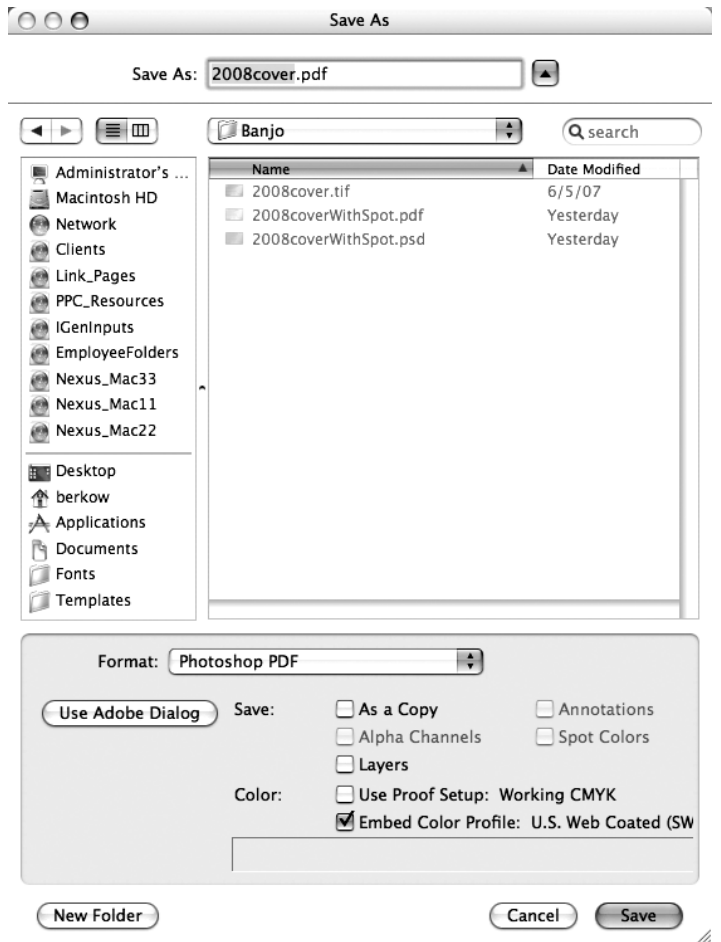 Save As
Save As: 2008cover.pdf
Banjo
search
Name Date Modified
2008cover.tif 6/5/07
2008coverWithSpot.pdf Yesterday
2008coverWithSpot.psd Yesterday
Administrator's ...
Macintosh HD
Network
Clients
Link_Pages
PPC_Resources
IGenInputs
EmployeeFolders
Nexus_Mac33
Nexus_Mac11
Nexus_Mac22
Desktop
berkow
Applications
Documents
Fonts
Templates
Format: Photoshop PDF
Use Adobe Dialog
Save: As a Copy Annotations
Alpha Channels Spot Colors
Layers
Color: Use Proof Setup: Working CMYK
Embed Color Profile: U.S. Web Coated (SW
New Folder Cancel Save